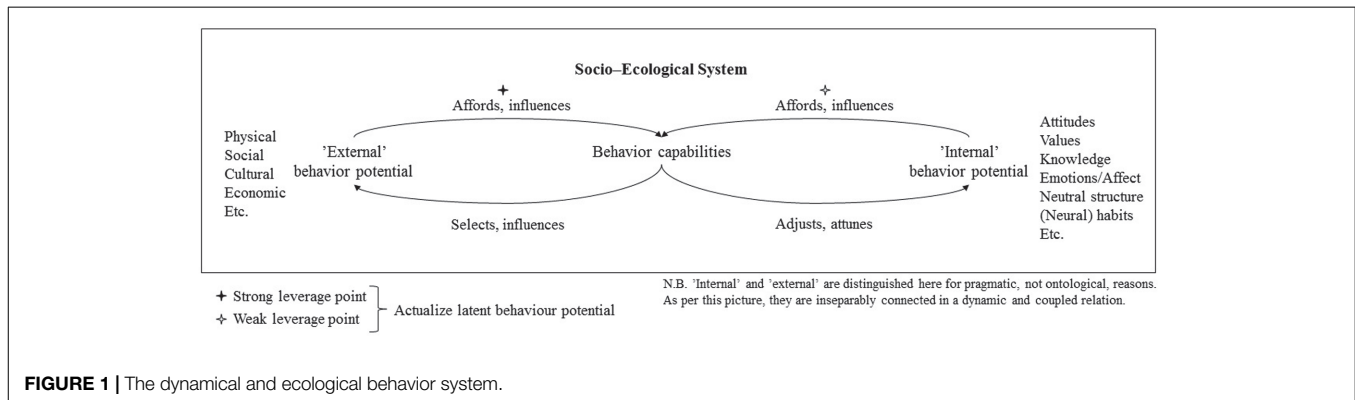 Socio–Ecological System
Affords, influences
Affords, influences
Physical
Social
Cultural
Economic
Etc.
’External’
behavior potential
Behavior capabilities
’Internal’
behavior potential
Attitudes
Values
Knowledge
Emotions/Affect
Neutral structure
(Neural) habits
Etc.
Selects, influences
Adjusts, attunes
Strong leverage point
Weak leverage point
Actualize latent behaviour potential
N.B. ’Internal’ and ’external’ are distinguished here for pragmatic, not ontological, reasons.
As per this picture, they are inseparably connected in a dynamic and coupled relation.
FIGURE 1 | The dynamical and ecological behavior system.